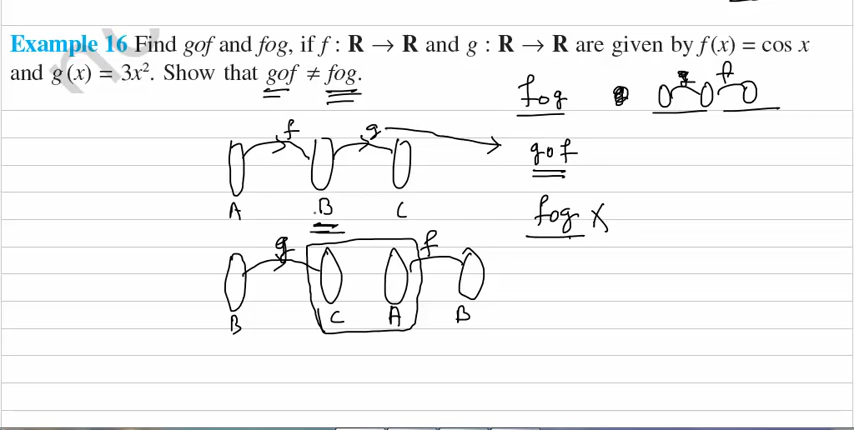 Example 16 Find gof and fog, if f : R → R and g : R → R are given by f(x) = cos x
and g (x) = 3x². Show that gof ≠ fog.
fog g f
f g
gof
A B C
fog X
g f
B C A B